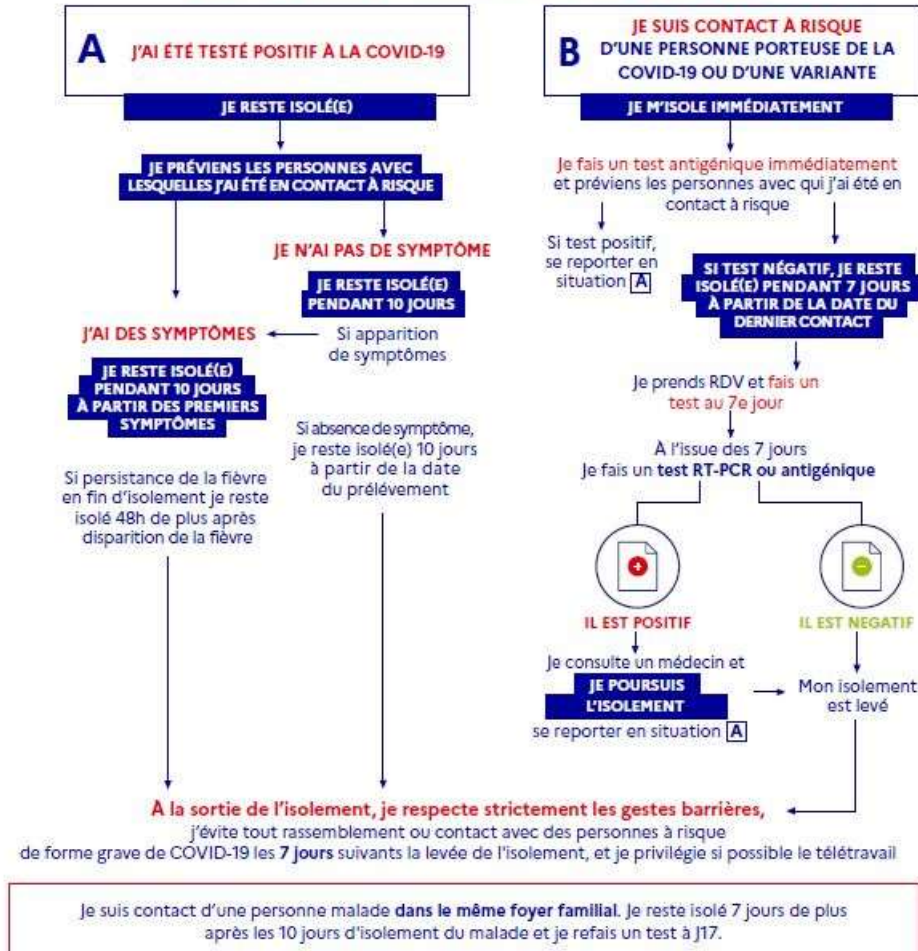 A
J'AI ÉTÉ TESTÉ POSITIF À LA COVID-19
JE RESTE ISOLÉ(E)
JE PRÉVIENS LES PERSONNES AVEC
LESQUELLES J'AI ÉTÉ EN CONTACT À RISQUE
JE N'AI PAS DE SYMPTÔME
JE RESTE ISOLÉ(E)
PENDANT 10 JOURS
Si apparition
de symptômes
J'AI DES SYMPTÔMES
JE RESTE ISOLÉ(E)
PENDANT 10 JOURS
À PARTIR DES PREMIERS
SYMPTÔMES
Si persistance de la fièvre
en fin d'isolement je reste
isolé 48h de plus après
disparition de la fièvre
Si absence de symptôme,
je reste isolé(e) 10 jours
à partir de la date
du prélévement
B
JE SUIS CONTACT À RISQUE
D'UNE PERSONNE PORTEUSE DE LA
COVID-19 OU D'UNE VARIANTE
JE M'ISOLE IMMÉDIATEMENT
Je fais un test antigénique immédiatement
et préviens les personnes avec qui j'ai été en
contact à risque
Si test positif,
se reporter en
situation A
SI TEST NÉGATIF, JE RESTE
ISOLÉ(E) PENDANT 7 JOURS
À PARTIR DE LA DATE DU
DERNIER CONTACT
Je prends RDV et fais un
test au 7e jour
À l'issue des 7 jours
Je fais un test RT-PCR ou antigénique
IL EST POSITIF
Je consulte un médecin et
JE POURSUIS
L'ISOLEMENT
se reporter en situation A
IL EST NEGATIF
Mon isolement
est levé
À la sortie de l'isolement, je respecte strictement les gestes barrières,
j'évite tout rassemblement ou contact avec des personnes à risque
de forme grave de COVID-19 les 7 jours suivants la levée de l'isolement, et je privilégie si possible le télétravail
Je suis contact d'une personne malade dans le même foyer familial. Je reste isolé 7 jours de plus
après les 10 jours d'isolement du malade et je refais un test à J17.